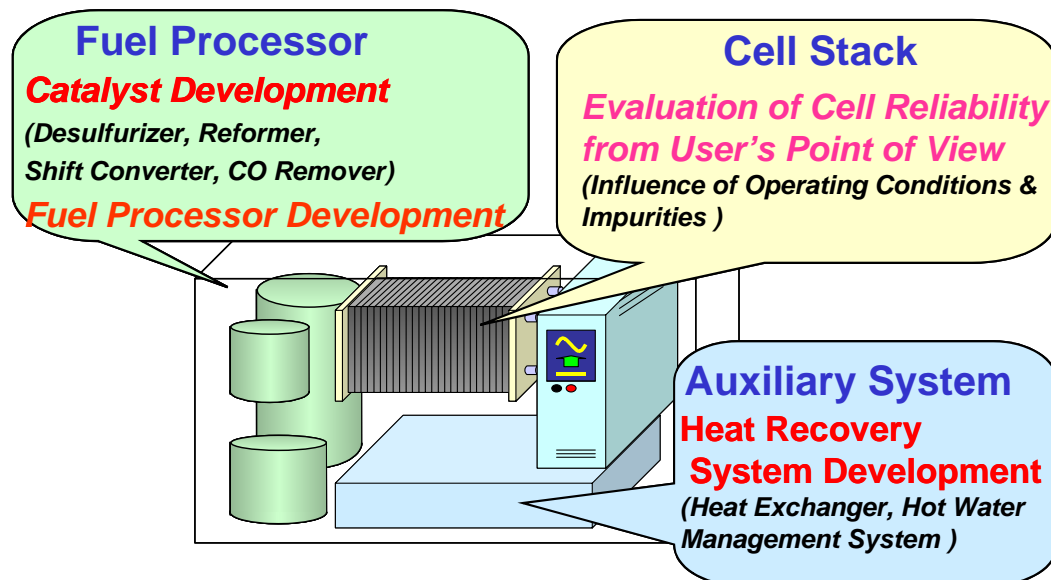 Fuel Processor
Catalyst Development
(Desulfurizer, Reformer,
Shift Converter, CO Remover)
Fuel Processor Development
Cell Stack
Evaluation of Cell Reliability
from User's Point of View
(Influence of Operating Conditions &
Impurities )
Auxiliary System
Heat Recovery
System Development
(Heat Exchanger, Hot Water
Management System )